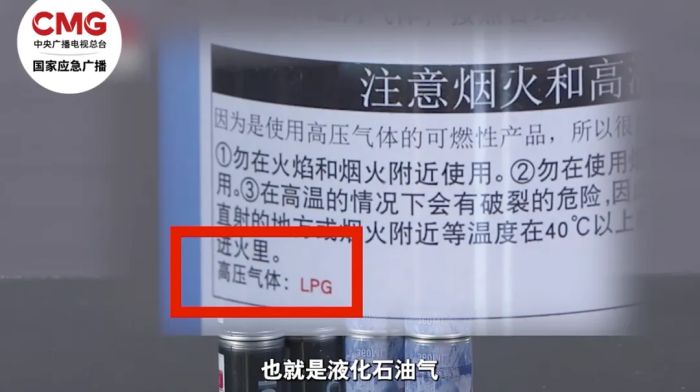 CMG
中央广播电视总台
国家应急广播
注意烟火和高
因为是使用高压气体的可燃性产品，所以很
①勿在火焰和烟火附近使用。②勿在使用
用。③在高温的情况下会有破裂的危险,因
直射的地方或烟火附近等温度在40℃以上
进火里。
高压气体：LPG
也就是液化石油气